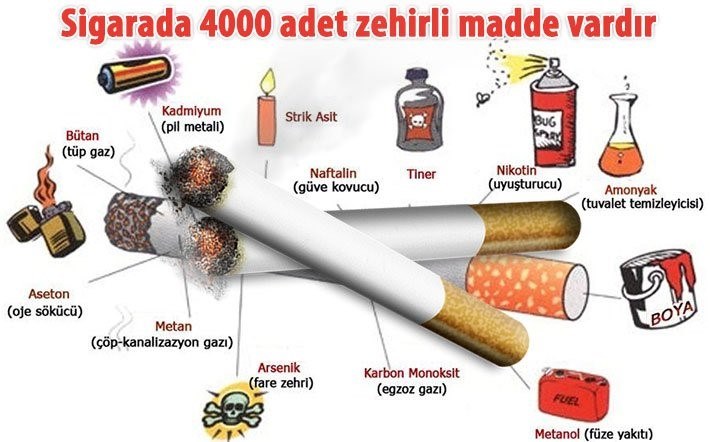 Sigarada 4000 adet zehirli madde vardır
Kadmiyum
(pil metali)
Strik Asit
Bütan
(tüp gaz)
Naftalin
(güve kovucu)
Tiner
BUG
SPRAY
Nikotin
(uyuşturucu)
Amonyak
(tuvalet temizleyicisi)
Aseton
(oje sökücü)
Metan
(çöp-kanalizasyon gazı)
Arsenik
(fare zehri)
Karbon Monoksit
(egzoz gazı)
BOYA
FUEL
Metanol (füze yakıtı)